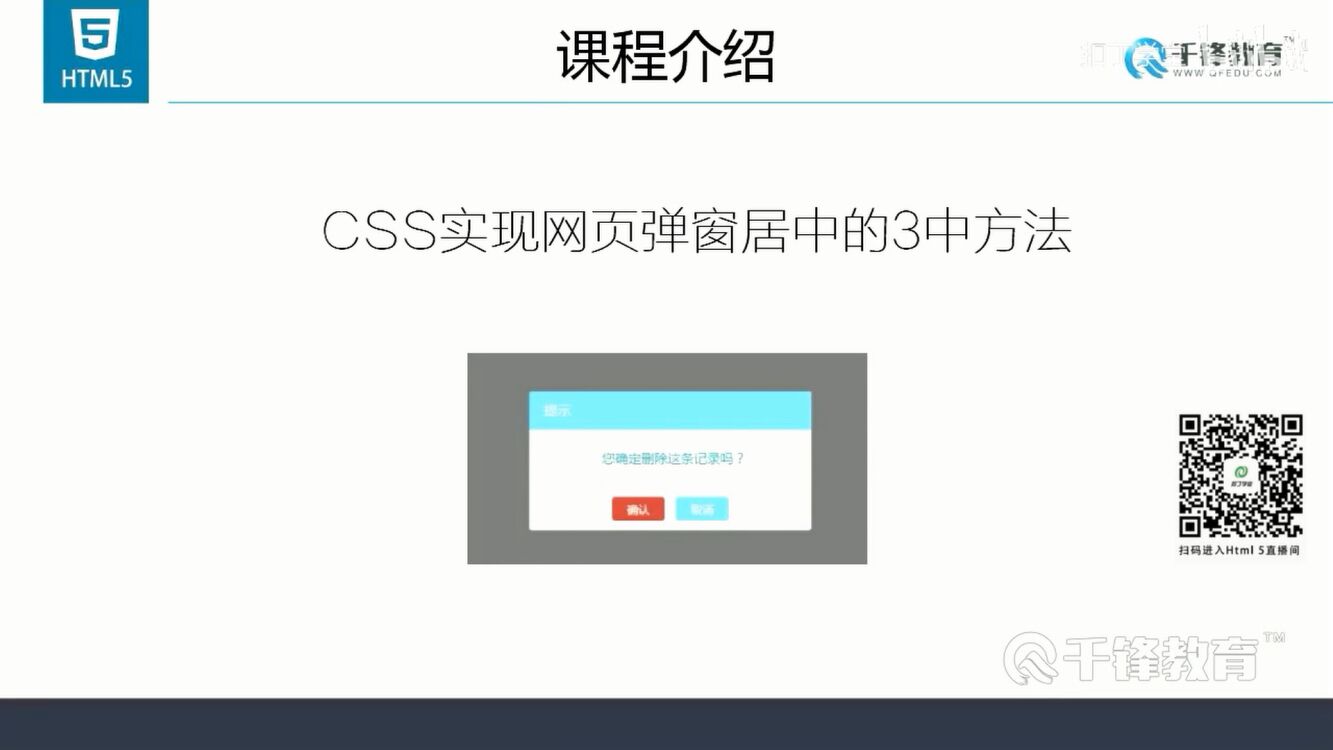 HTML5
课程介绍
千锋教育™
WWW.QFEDU.COM
CSS实现网页弹窗居中的3中方法
提示
您确定删除这条记录吗？
确认
取消
扫码进入Html 5直播间
千锋教育™